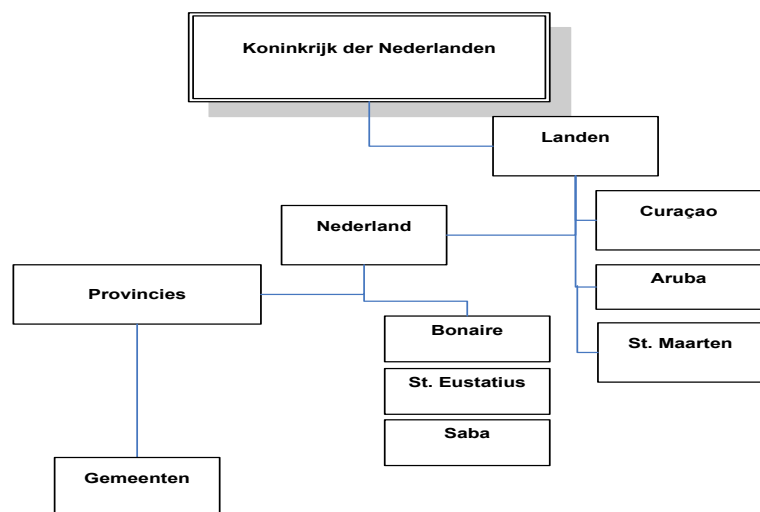 Koninkrijk der Nederlanden
Landen
Curaçao
Nederland
Aruba
Provincies
Bonaire
St. Maarten
St. Eustatius
Saba
Gemeenten